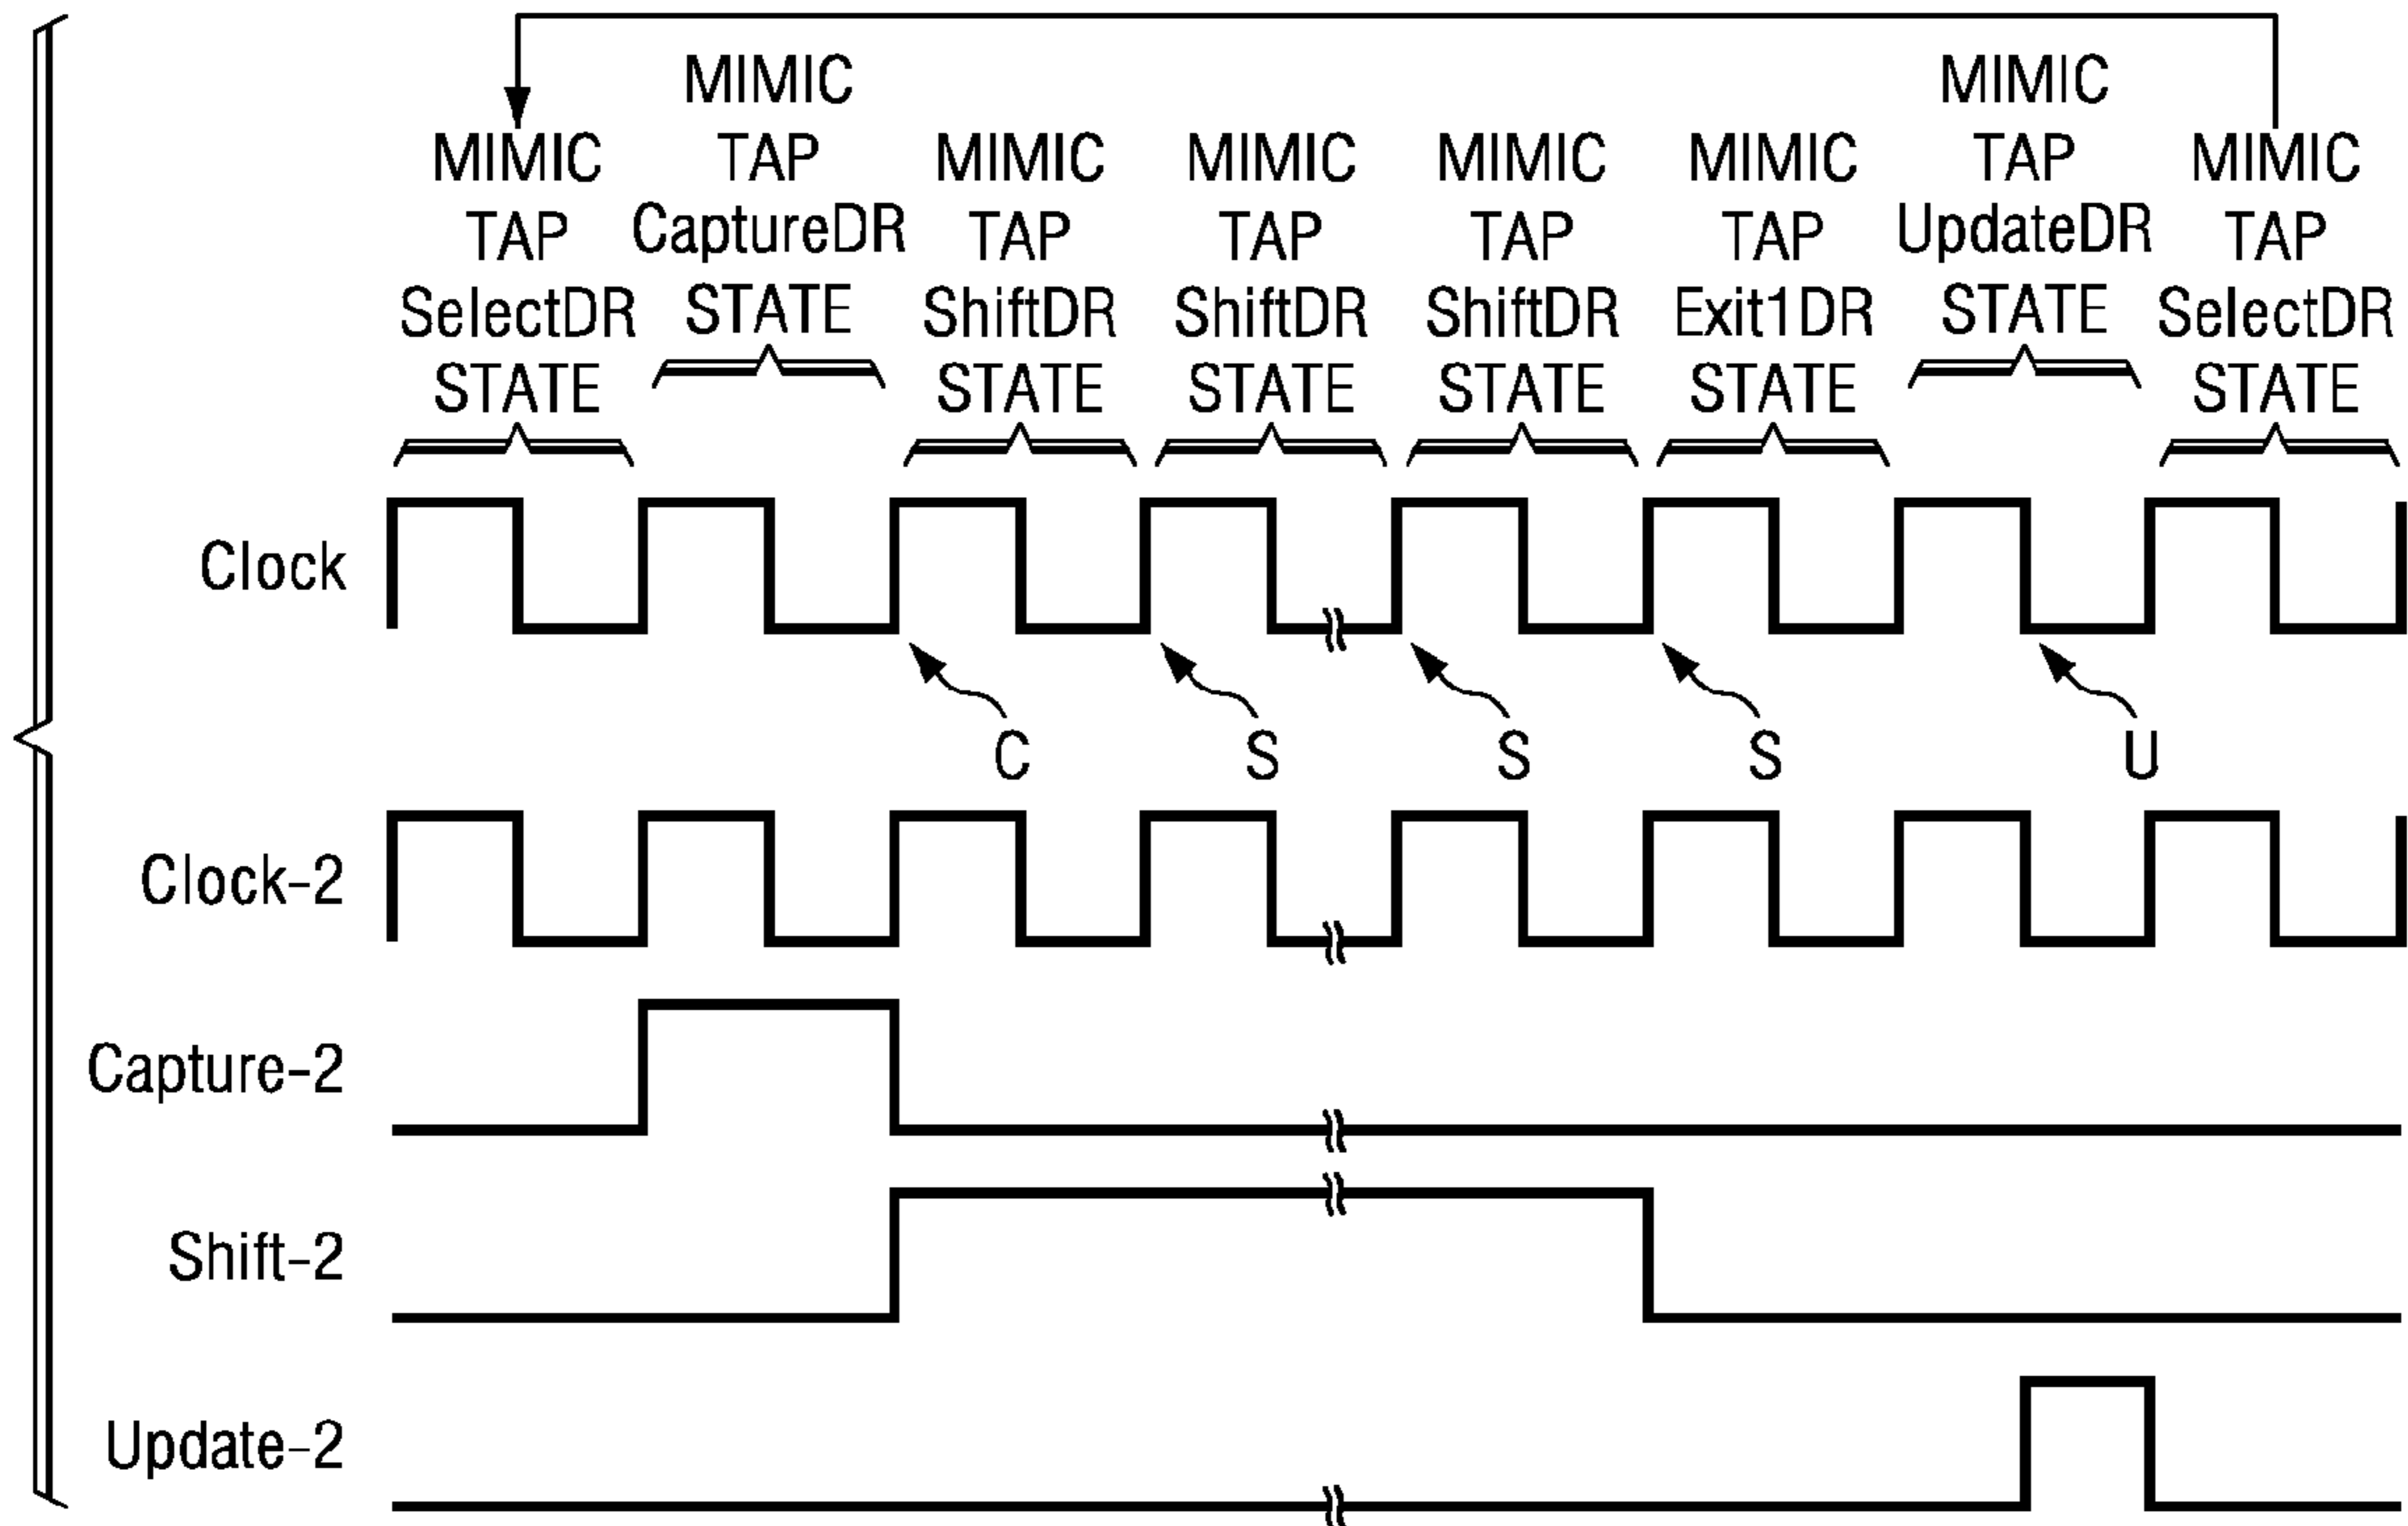 MIMIC
TAP
SelectDR
STATE
MIMIC
TAP
CaptureDR
STATE
MIMIC
TAP
ShiftDR
STATE
MIMIC
TAP
ShiftDR
STATE
MIMIC
TAP
ShiftDR
STATE
MIMIC
TAP
Exit1DR
STATE
MIMIC
TAP
UpdateDR
STATE
MIMIC
TAP
SelectDR
STATE
Clock
C
S
S
S
U
Clock-2
Capture-2
Shift-2
Update-2